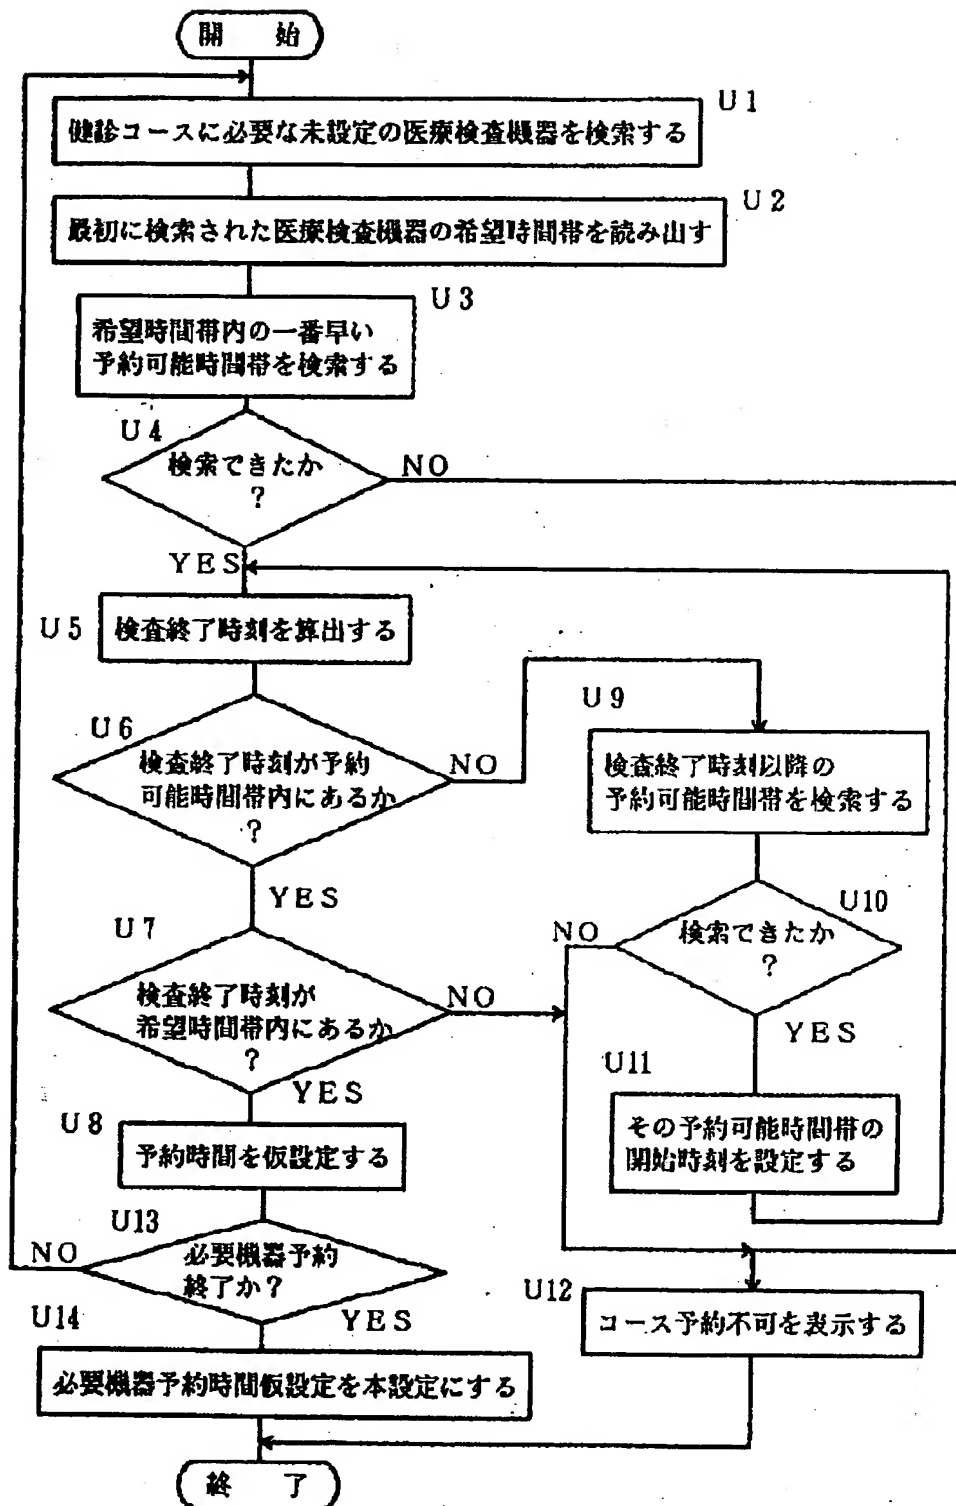 開 始
U1
健診コースに必要な未設定の医療検査機器を検索する
U2
最初に検索された医療検査機器の希望時間帯を読み出す
U3
希望時間帯内の一番早い
予約可能時間帯を検索する
U4
検索できたか
?
NO
YES
U5
検査終了時刻を算出する
U6
検査終了時刻が予約
可能時間帯内にあるか
?
NO
YES
U9
検査終了時刻以降の
予約可能時間帯を検索する
U10
検索できたか
?
NO
YES
U7
検査終了時刻が
希望時間帯内にあるか
?
NO
YES
U11
その予約可能時間帯の
開始時刻を設定する
U8
予約時間を仮設定する
U13
必要機器予約
終了か?
NO
YES
U12
コース予約不可を表示する
U14
必要機器予約時間仮設定を本設定にする
終 了